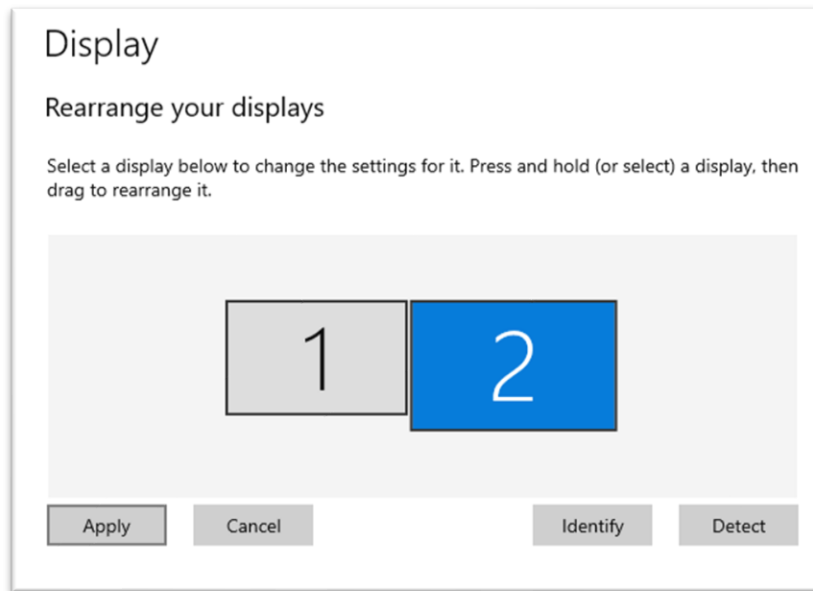 Display
Rearrange your displays
Select a display below to change the settings for it. Press and hold (or select) a display, then
drag to rearrange it.
1 2
Apply Cancel Identify Detect